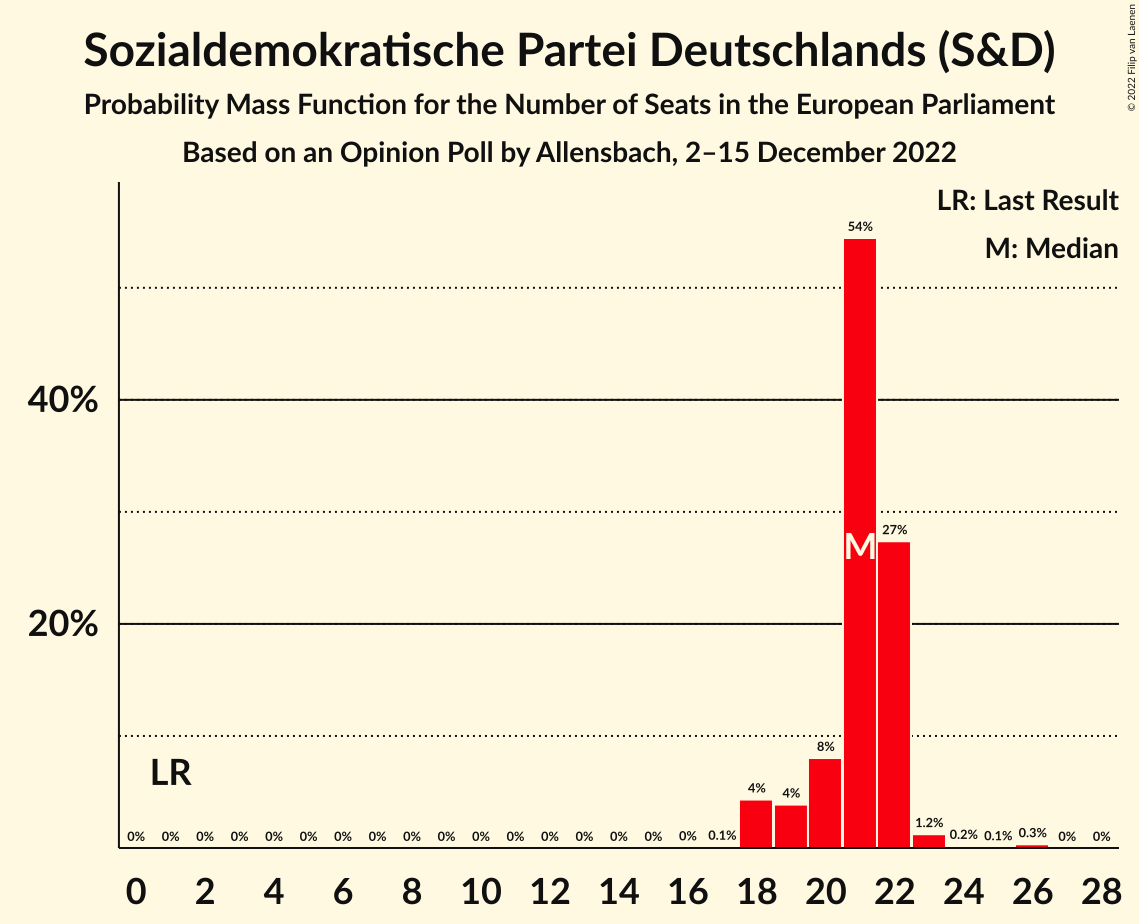 Sozialdemokratische Partei Deutschlands (S&D)
Probability Mass Function for the Number of Seats in the European Parliament
Based on an Opinion Poll by Allensbach, 2–15 December 2022
© 2022 Filip van Laenen
LR: Last Result
M: Median
40%
20%
54%
27%
M
8%
4%
4%
LR
0% 0% 0% 0% 0% 0% 0% 0% 0% 0% 0% 0% 0% 0% 0% 0% 0% 0.1% 1.2% 0.2% 0.1% 0.3% 0% 0%
0 2 4 6 8 10 12 14 16 18 20 22 24 26 28